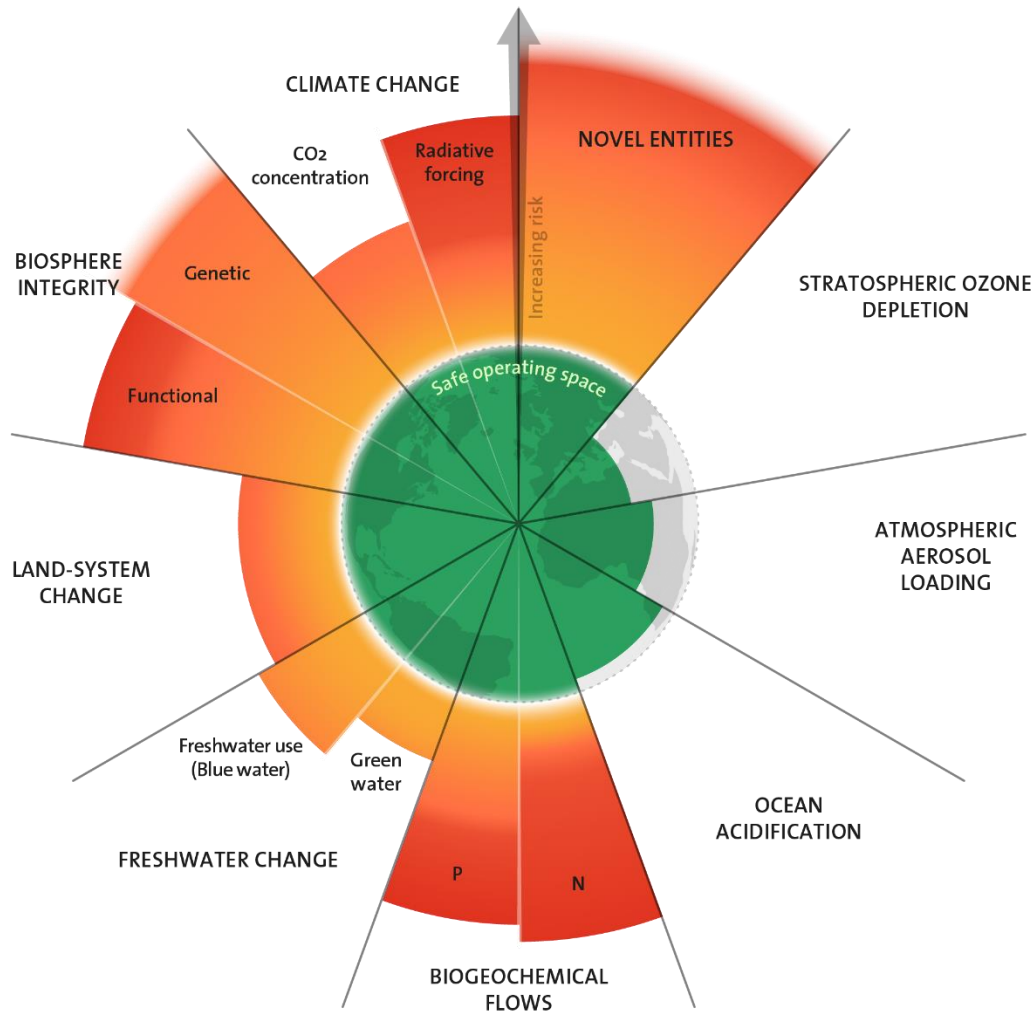 CLIMATE CHANGE
CO2
concentration
Radiative
forcing
NOVEL ENTITIES
Increasing risk
STRATOSPHERIC OZONE
DEPLETION
BIOSPHERE
INTEGRITY
Genetic
Functional
Safe operating space
ATMOSPHERIC
AEROSOL
LOADING
LAND-SYSTEM
CHANGE
Freshwater use
(Blue water)
Green
water
FRESHWATER CHANGE
P
N
OCEAN
ACIDIFICATION
BIOGEOCHEMICAL
FLOWS